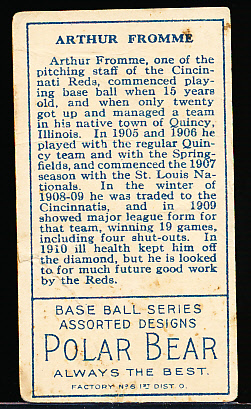 ARTHUR FROMME
Arthur Fromme, one of the
pitching staff of the Cincin-
nati Reds, commenced play-
ing base ball when 15 years
old, and when only twenty
got up and managed a team
in his native town of Quincy,
Illinois. In 1905 and 1906 he
played with the regular Quin-
cy team and with the Spring-
fields, and commenced the 1907
season with the St. Louis Na-
tionals. In the winter of
1908-09 he was traded to the
Cincinnatis, and in 1909
showed major league form for
that team, winning 19 games,
including four shut-outs. In
1910 ill health kept him off
the diamond, but he is looked
to for much future good work
by the Reds.
BASE BALL SERIES
ASSORTED DESIGNS
POLAR BEAR
ALWAYS THE BEST.
FACTORY No 6 1ST DIST. O.